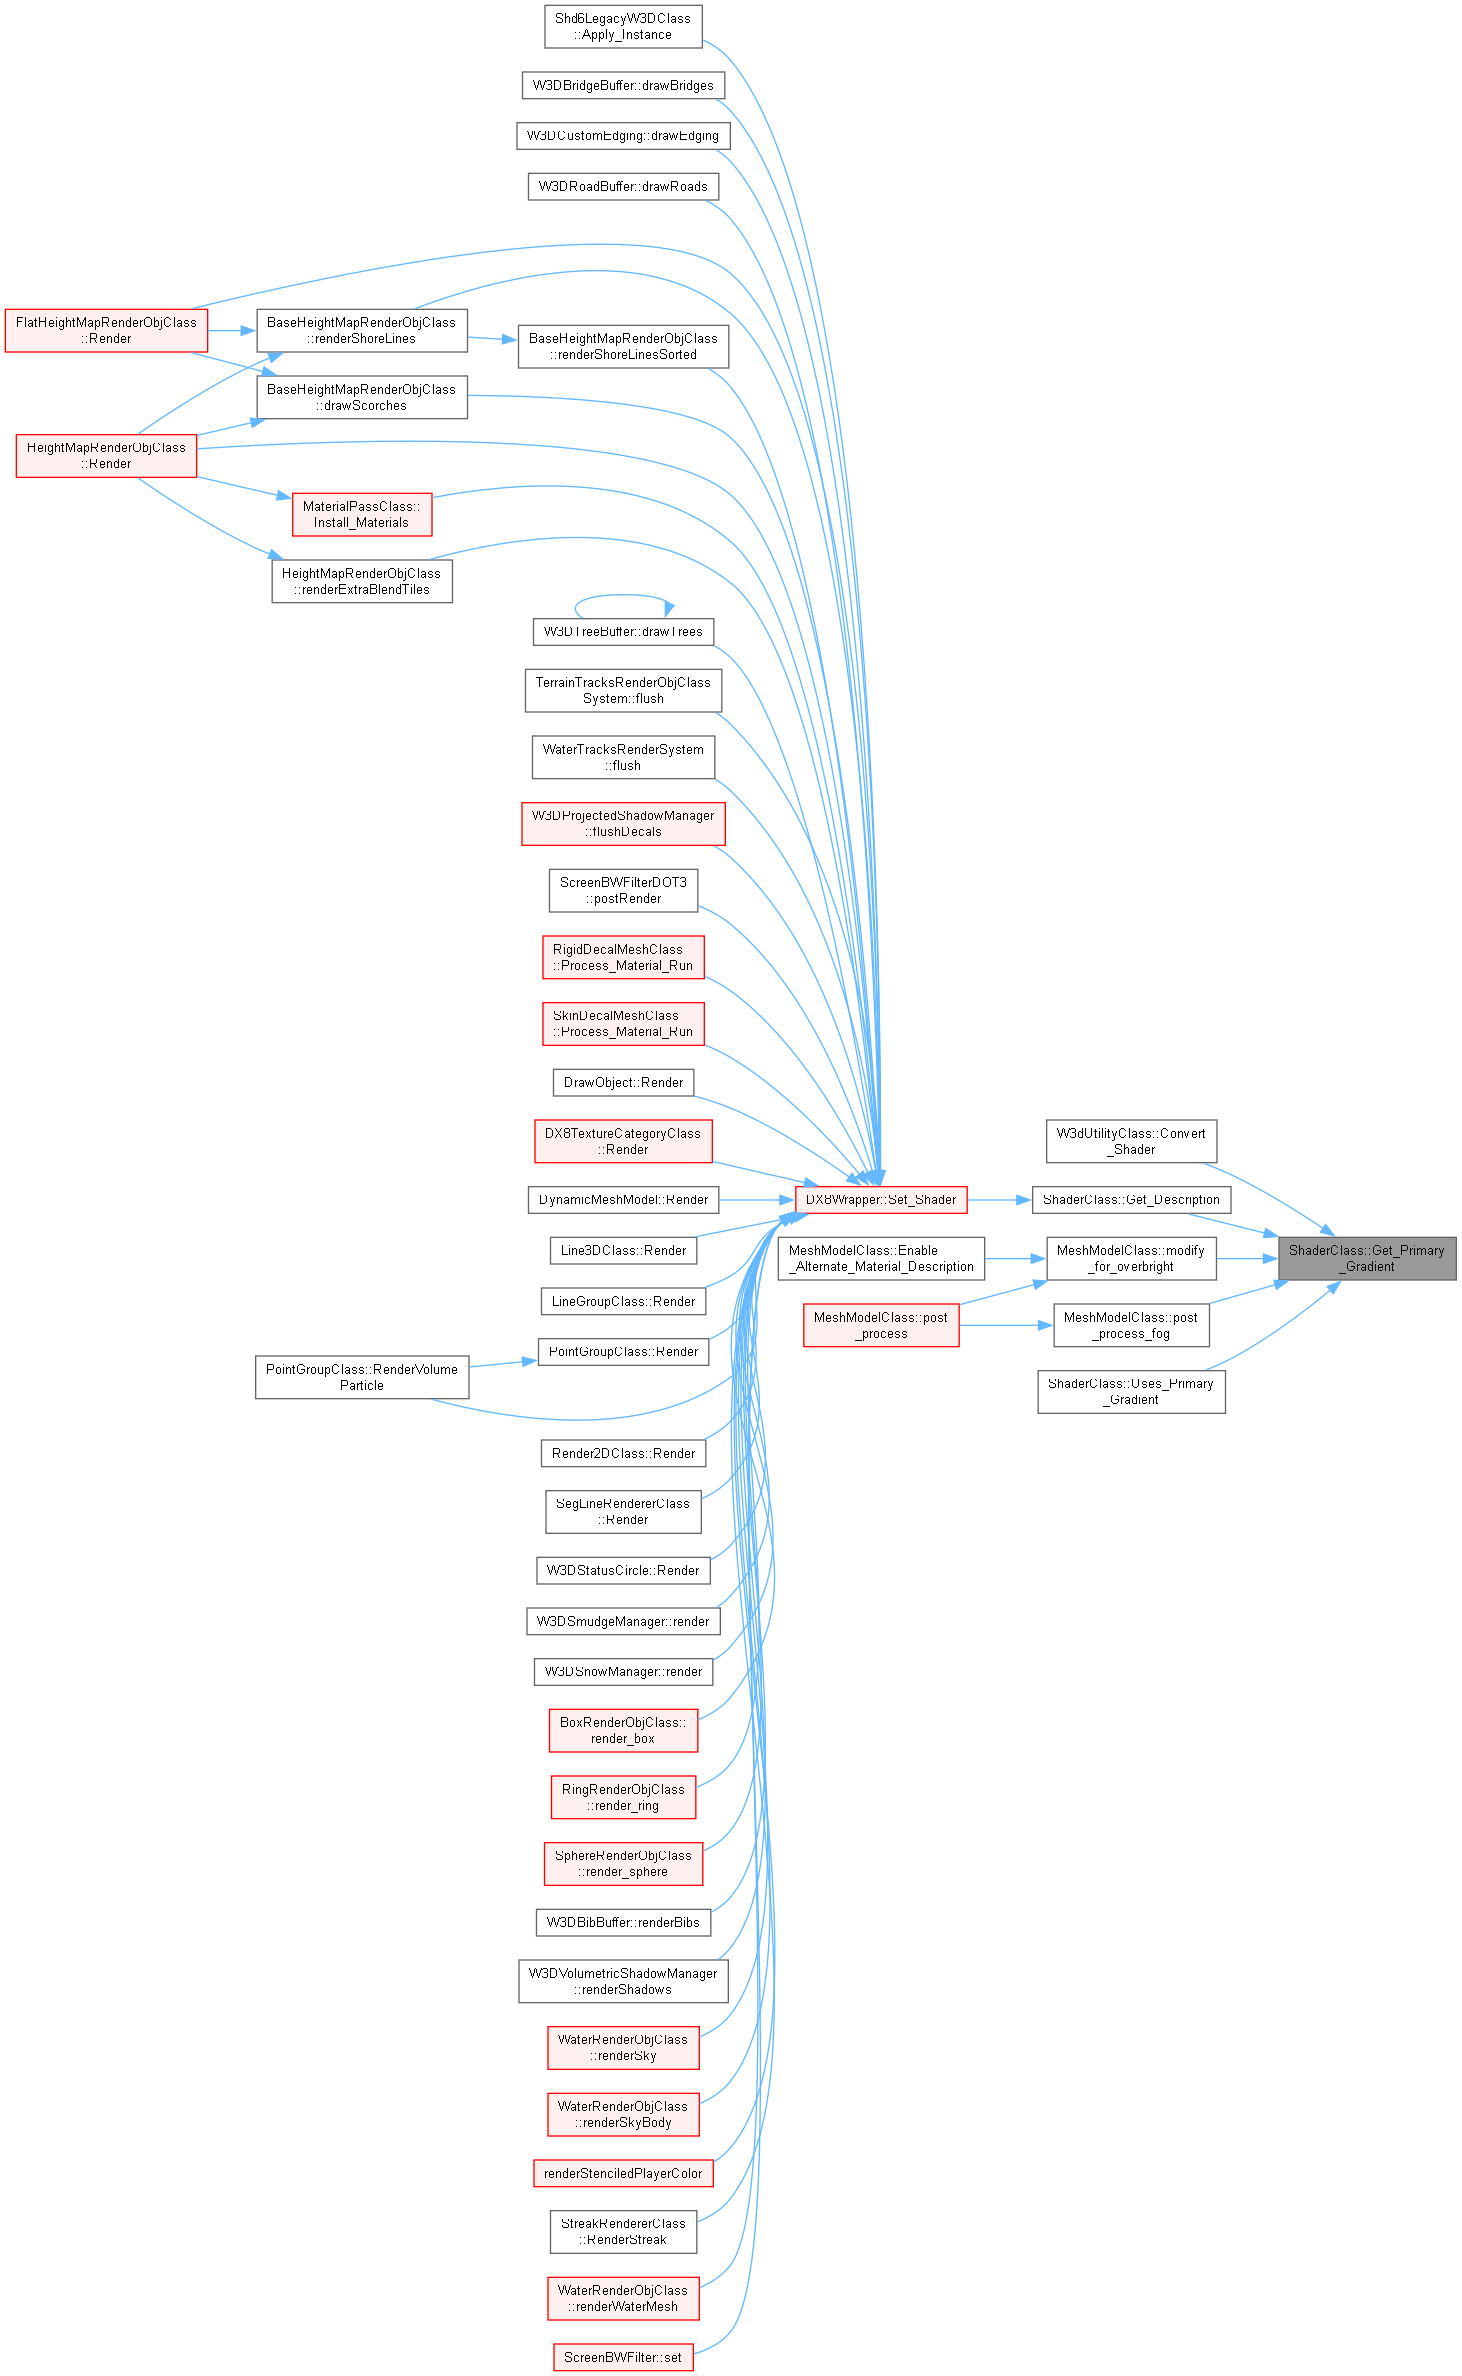 Shd6LegacyW3DClass
::Apply_Instance
W3DBridgeBuffer::drawBridges
W3DCustomEdging::drawEdging
W3DRoadBuffer::drawRoads
FlatHeightMapRenderObjClass
::Render
BaseHeightMapRenderObjClass
::renderShoreLines
BaseHeightMapRenderObjClass
::renderShoreLinesSorted
BaseHeightMapRenderObjClass
::drawScorches
HeightMapRenderObjClass
::Render
MaterialPassClass::
Install_Materials
HeightMapRenderObjClass
::renderExtraBlendTiles
W3DTreeBuffer::drawTrees
TerrainTracksRenderObjClass
System::flush
WaterTracksRenderSystem
::flush
W3DProjectedShadowManager
::flushDecals
ScreenBWFilterDOT3
::postRender
RigidDecalMeshClass
::Process_Material_Run
SkinDecalMeshClass
::Process_Material_Run
DrawObject::Render
DX8TextureCategoryClass
::Render
DynamicMeshModel::Render
Line3DClass::Render
LineGroupClass::Render
PointGroupClass::Render
PointGroupClass::RenderVolume
Particle
Render2DClass::Render
SegLineRendererClass
::Render
W3DStatusCircle::Render
W3DSmudgeManager::render
W3DSnowManager::render
BoxRenderObjClass::
render_box
RingRenderObjClass
::render_ring
SphereRenderObjClass
::render_sphere
W3DBibBuffer::renderBibs
W3DVolumetricShadowManager
::renderShadows
WaterRenderObjClass
::renderSky
WaterRenderObjClass
::renderSkyBody
renderStenciledPlayerColor
StreakRendererClass
::RenderStreak
WaterRenderObjClass
::renderWaterMesh
ScreenBWFilter::set
DX8Wrapper::Set_Shader
MeshModelClass::Enable
_Alternate_Material_Description
MeshModelClass::post
_process
W3dUtilityClass::Convert
_Shader
ShaderClass::Get_Description
MeshModelClass::modify
_for_overbright
MeshModelClass::post
_process_fog
ShaderClass::Uses_Primary
_Gradient
ShaderClass::Get_Primary
_Gradient